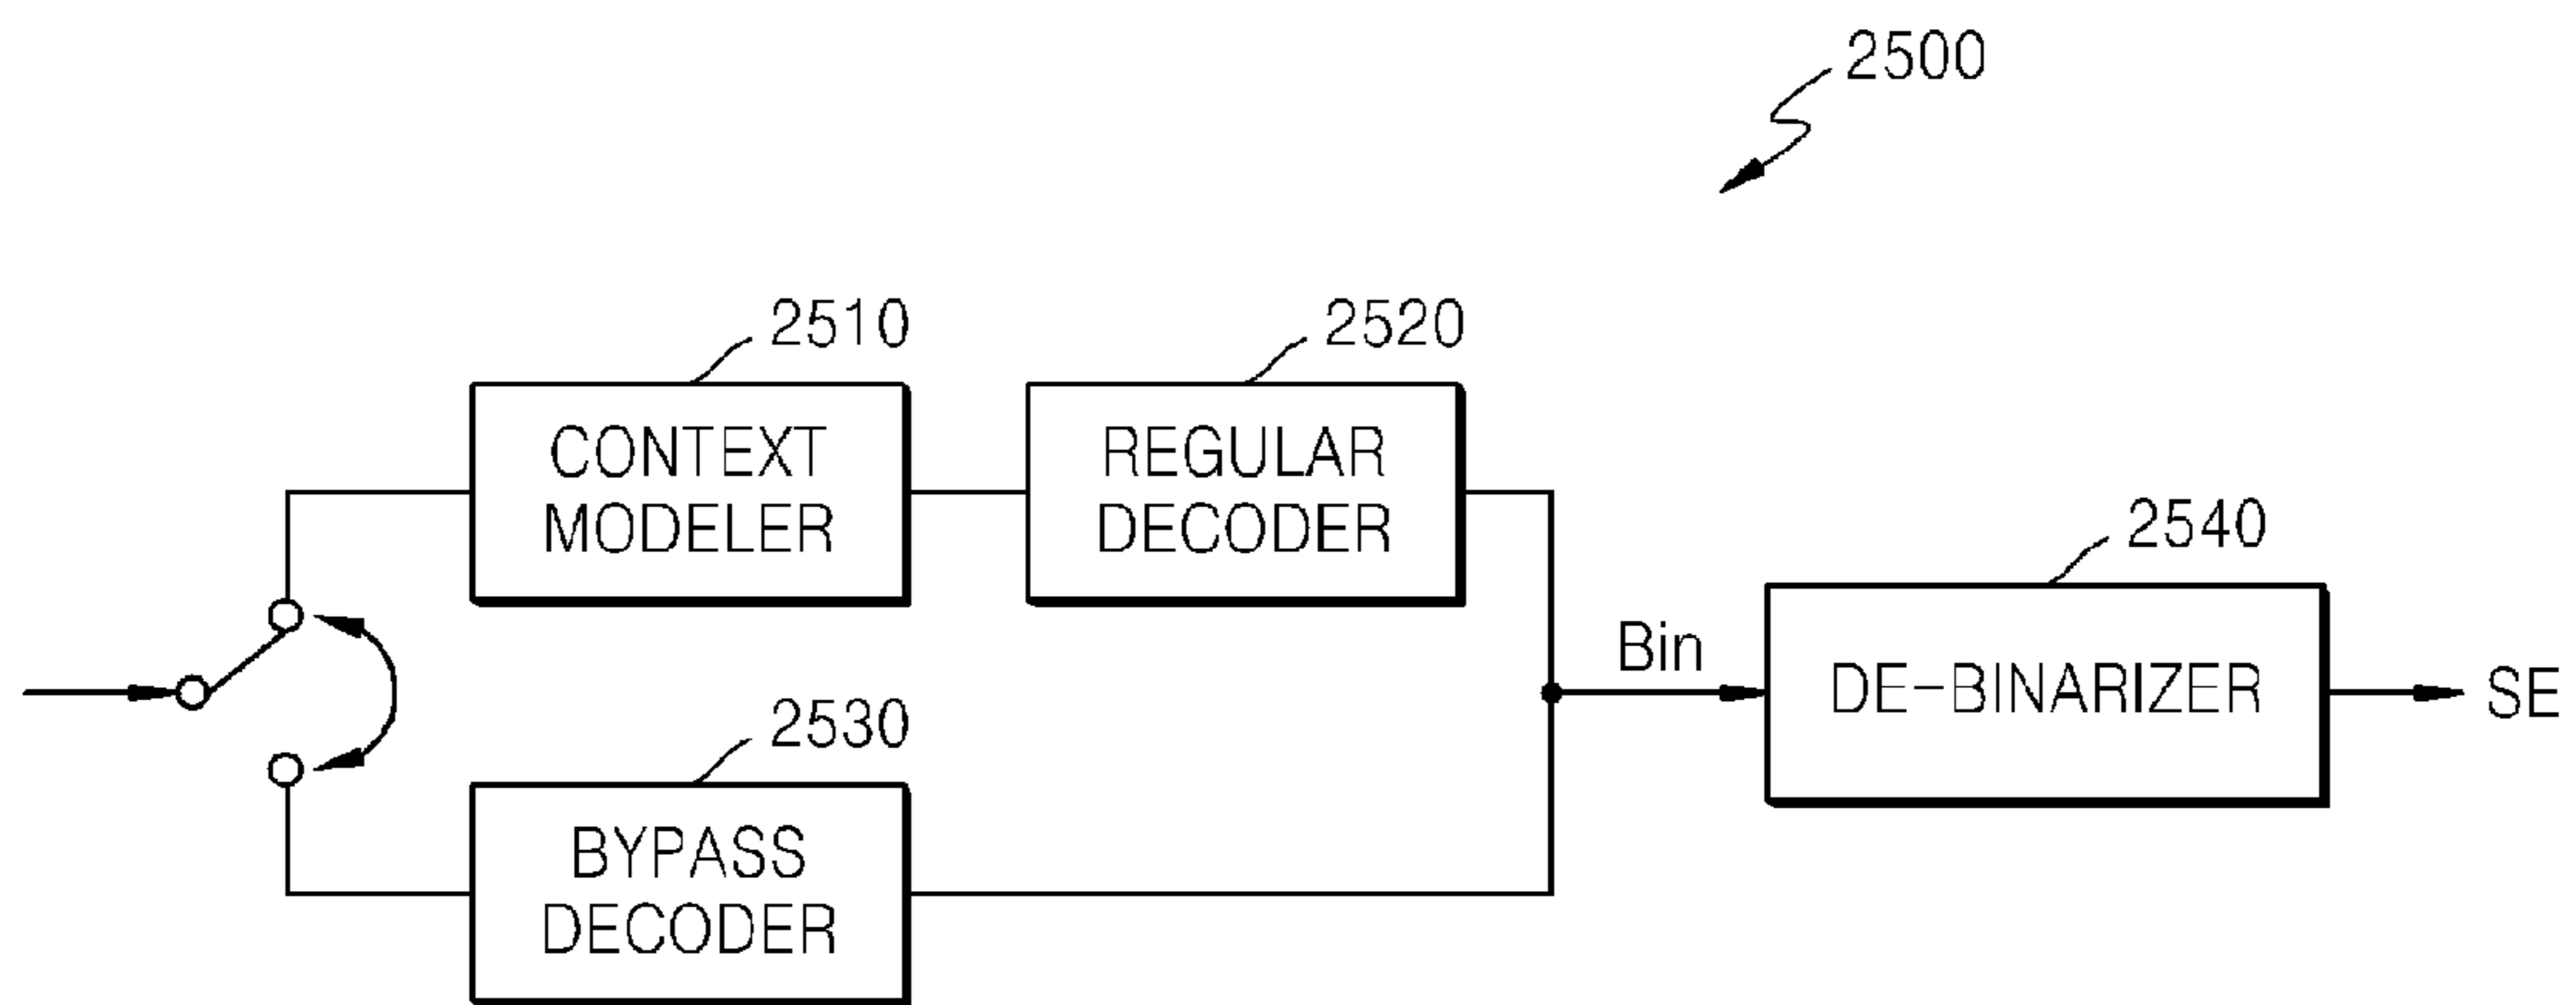 2500
2510
2520
CONTEXT
MODELER
REGULAR
DECODER
2540
Bin
DE-BINARIZER
SE
2530
BYPASS
DECODER